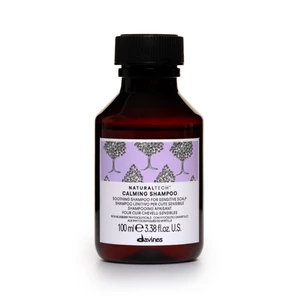 NATURALTECH™
CALMING SHAMPOO
SOOTHING SHAMPOO FOR SENSITIVE SCALP
SHAMPOO LENITIVO PER CUTE SENSIBILE
SHAMPOOING APAISANT
POUR CUIR CHEVELU SENSIBLES
100 ml ℮ 3.38 fl.oz. U.S.
davines